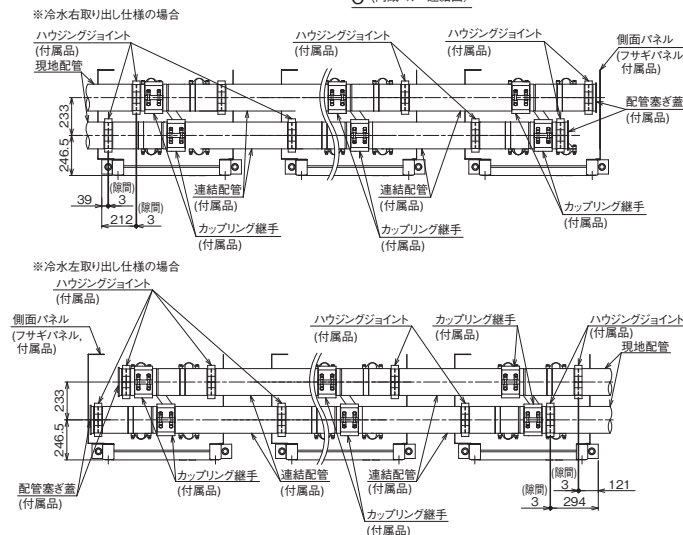 ※冷水右取り出し仕様の場合
ハウジングジョイント
(付属品)
現地配管
ハウジングジョイント
(付属品)
ハウジングジョイント
(付属品)
側面パネル
(フサギパネル,
付属品)
配管塞ぎ蓋
(付属品)
233
246.5
39
(隙間)
3
212
(隙間)
3
カップリング継手
(付属品)
連結配管
(付属品)
連結配管
(付属品)
カップリング継手
(付属品)
カップリング継手
(付属品)
※冷水左取り出し仕様の場合
ハウジングジョイント
(付属品)
側面パネル
(フサギパネル,
付属品)
ハウジングジョイント
(付属品)
カップリング継手
(付属品)
ハウジングジョイント
(付属品)
現地配管
233
246.5
配管塞ぎ蓋
(付属品)
カップリング継手
(付属品)
連結配管
(付属品)
連結配管
(付属品)
カップリング継手
(付属品)
(隙間)
3
121
(隙間)
3
294